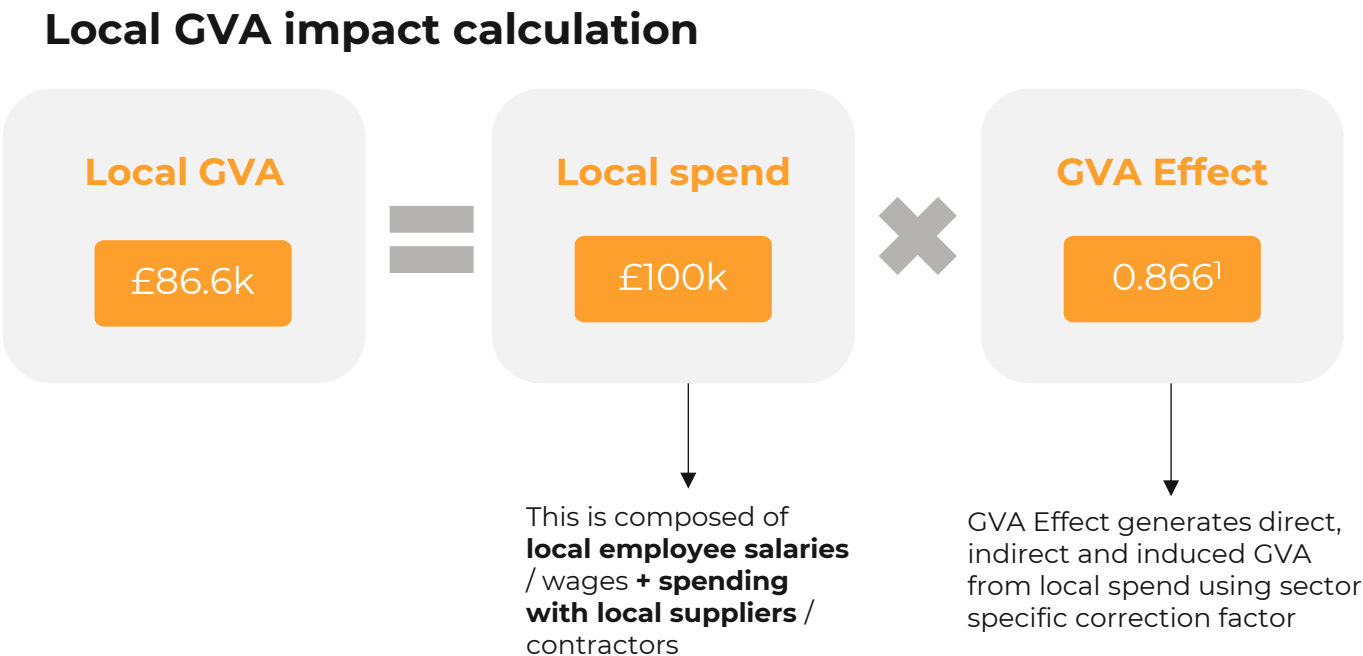 Local GVA impact calculation
Local GVA
£86.6k
Local spend
£100k
GVA Effect
0.866¹
This is composed of
local employee salaries
/ wages + spending
with local suppliers /
contractors
GVA Effect generates direct,
indirect and induced GVA
from local spend using sector
specific correction factor